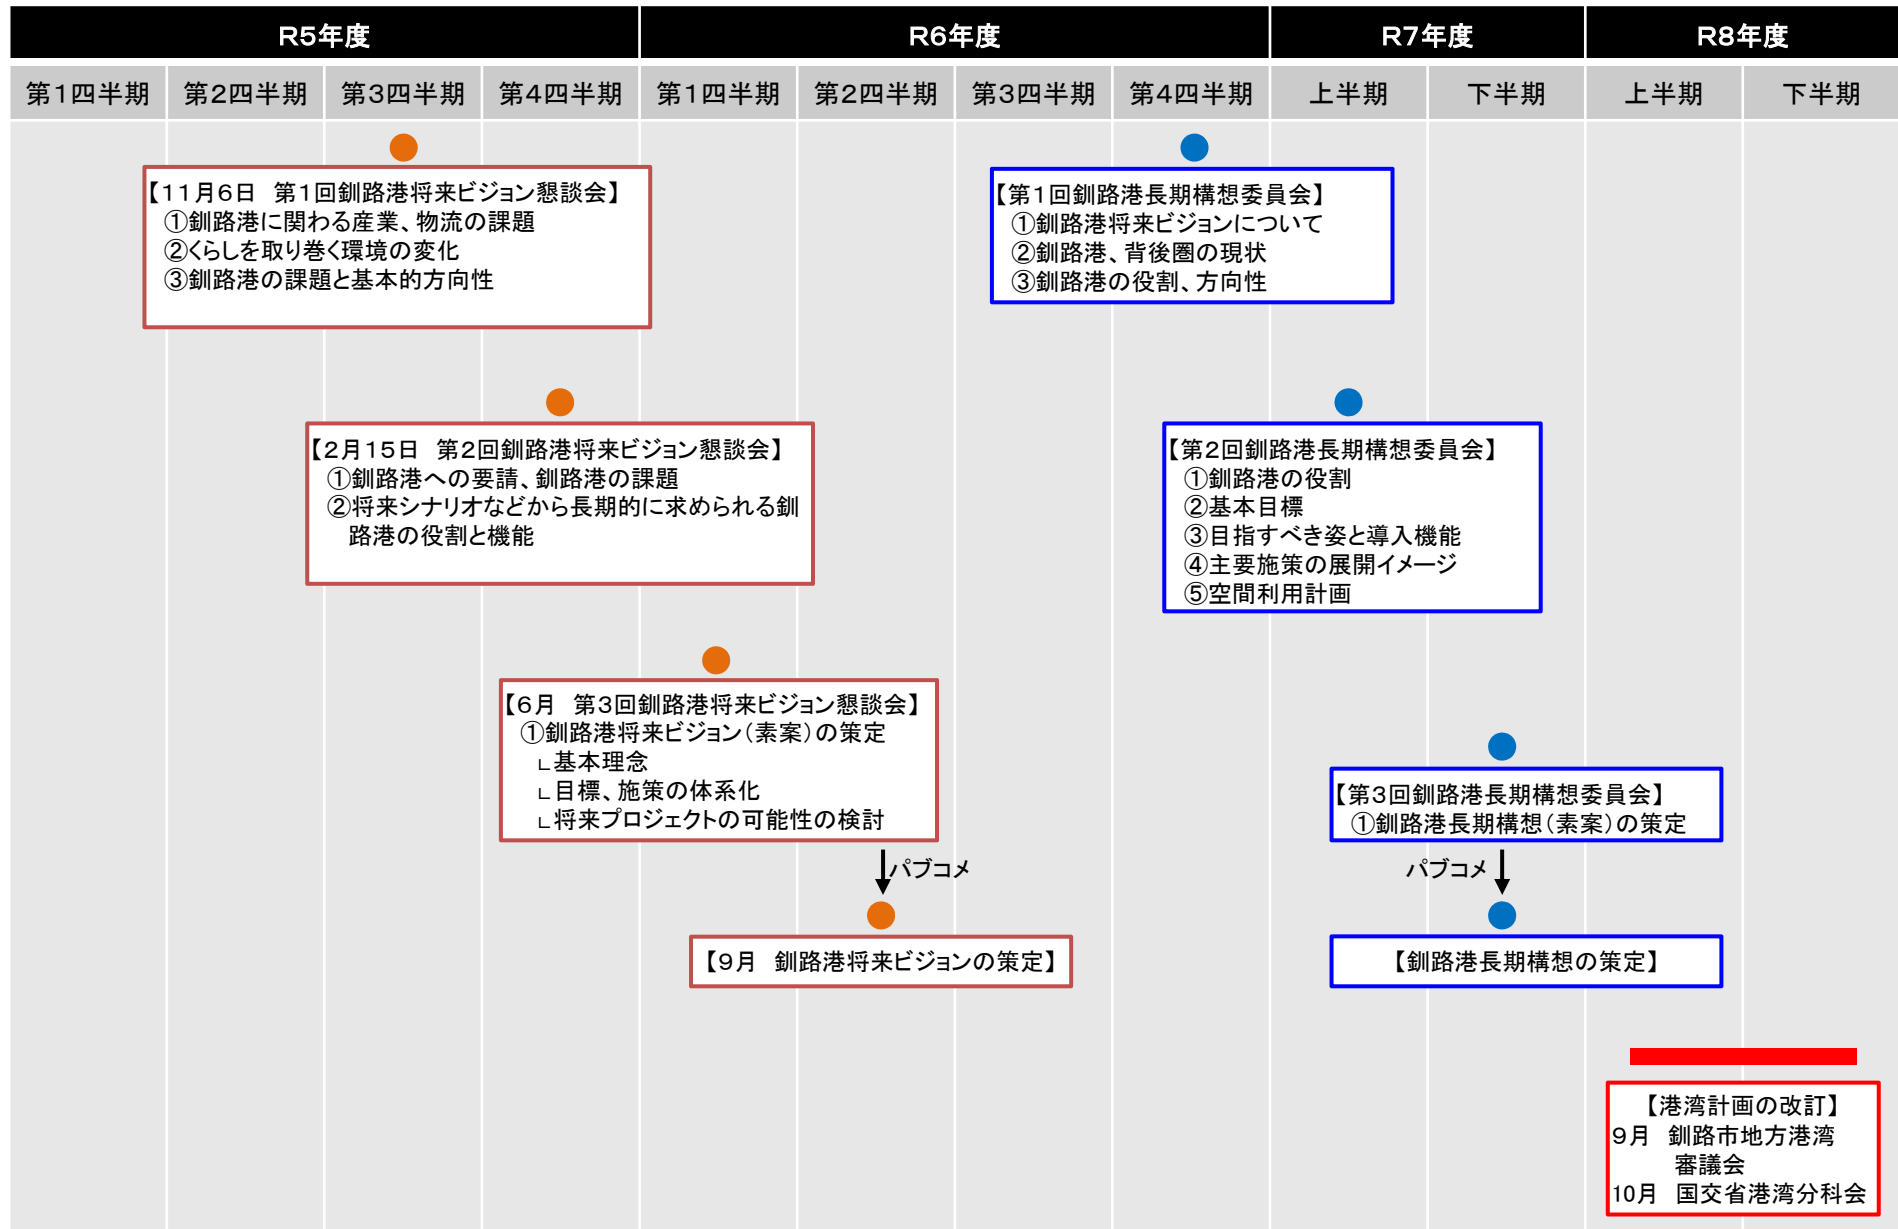 R5年度
R6年度
R7年度
R8年度
第1四半期
第2四半期
第3四半期
第4四半期
第1四半期
第2四半期
第3四半期
第4四半期
上半期
下半期
上半期
下半期
【11月6日　第1回釧路港将来ビジョン懇談会】
①釧路港に関わる産業、物流の課題
②くらしを取り巻く環境の変化
③釧路港の課題と基本的方向性
【2月15日　第2回釧路港将来ビジョン懇談会】
①釧路港への要請、釧路港の課題
②将来シナリオなどから長期的に求められる釧
路港の役割と機能
【6月　第3回釧路港将来ビジョン懇談会】
①釧路港将来ビジョン（素案）の策定
∟基本理念
∟目標、施策の体系化
∟将来プロジェクトの可能性の検討
パブコメ
【9月　釧路港将来ビジョンの策定】
【第1回釧路港長期構想委員会】
①釧路港将来ビジョンについて
②釧路港、背後圏の現状
③釧路港の役割、方向性
【第2回釧路港長期構想委員会】
①釧路港の役割
②基本目標
③目指すべき姿と導入機能
④主要施策の展開イメージ
⑤空間利用計画
【第3回釧路港長期構想委員会】
①釧路港長期構想（素案）の策定
パブコメ
【釧路港長期構想の策定】
【港湾計画の改訂】
9月　釧路市地方港湾
審議会
10月　国交省港湾分科会